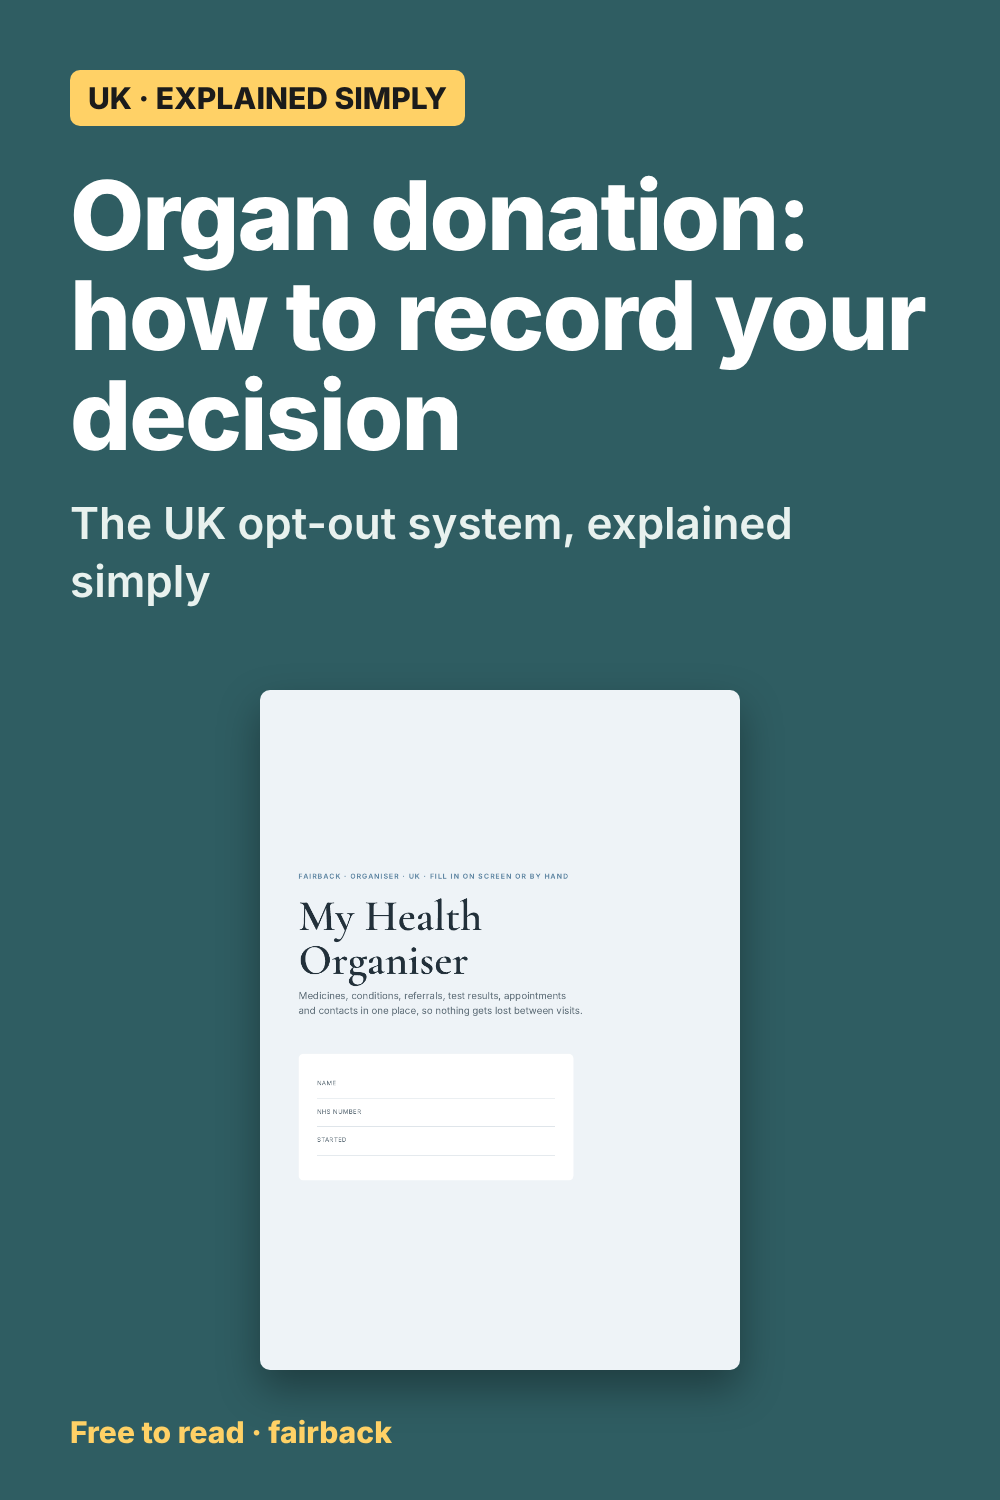 UK · EXPLAINED SIMPLY
Organ donation:
how to record your
decision
The UK opt-out system, explained
simply
FAIRBACK · ORGANISER · UK · FILL IN ON SCREEN OR BY HAND
My Health
Organiser
Medicines, conditions, referrals, test results, appointments
and contacts in one place, so nothing gets lost between visits.
NAME
NHS NUMBER
STARTED
Free to read · fairback